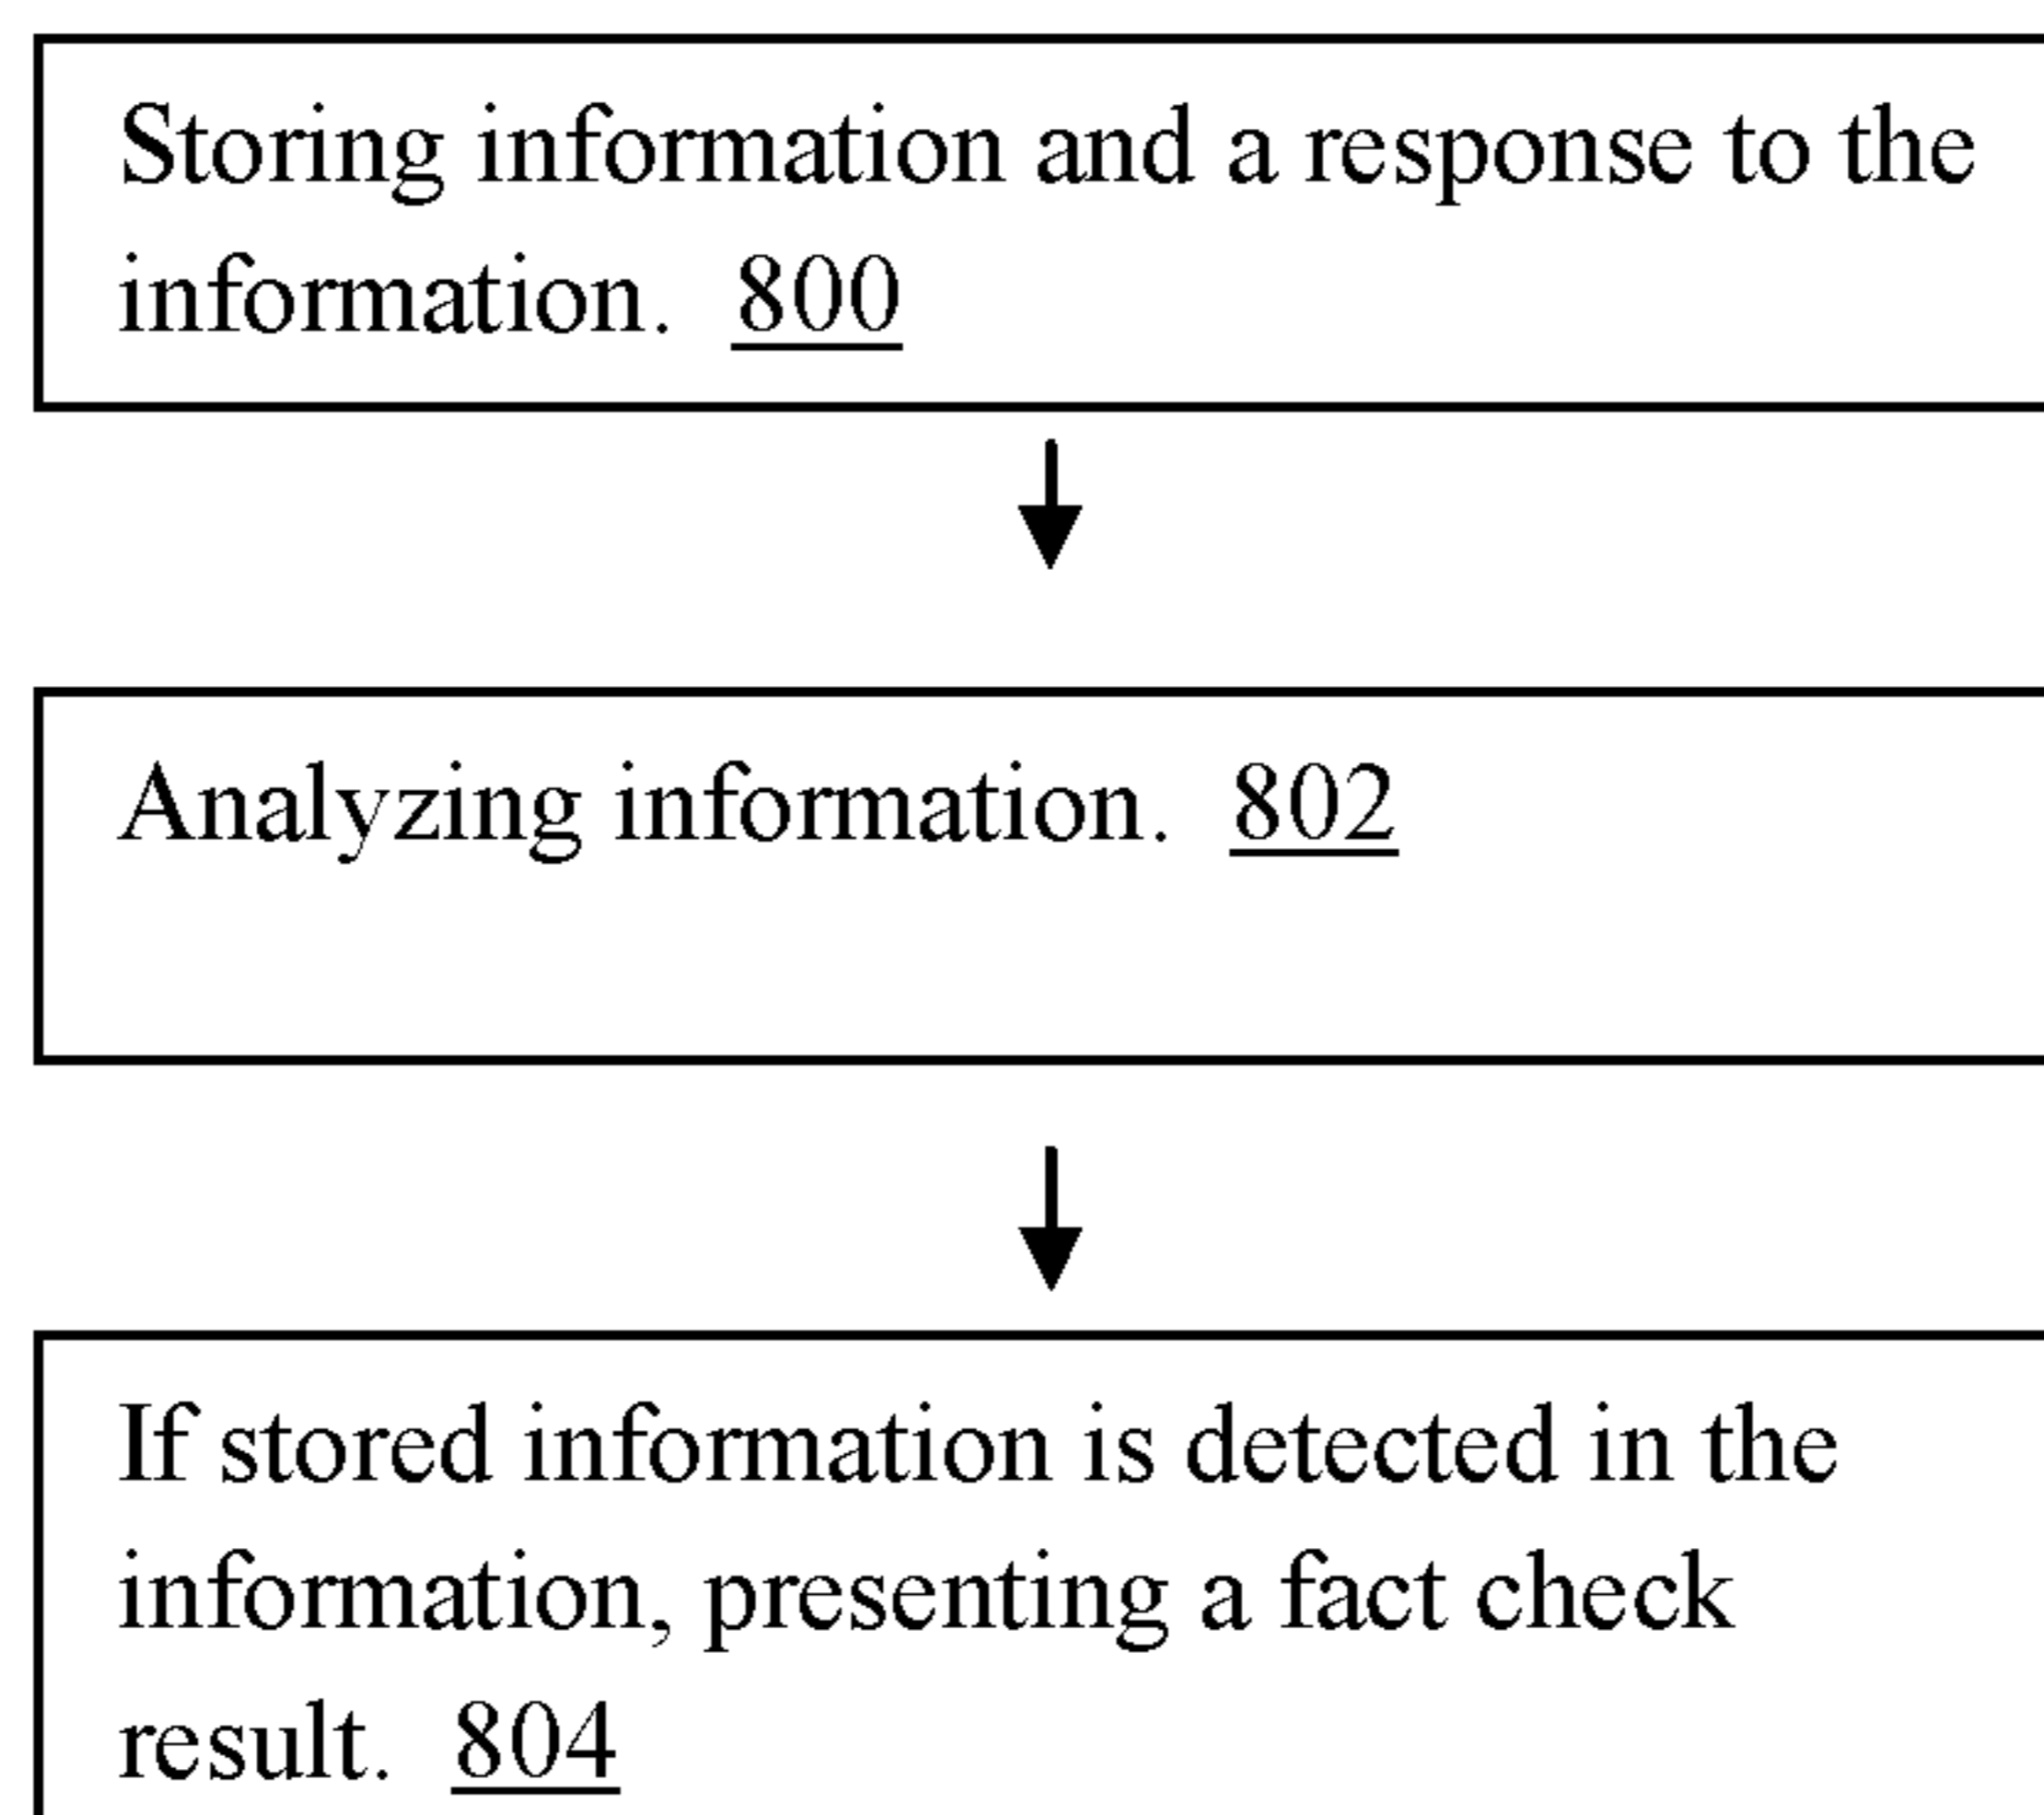 Storing information and a response to the
information. 800
Analyzing information. 802
If stored information is detected in the
information, presenting a fact check
result. 804